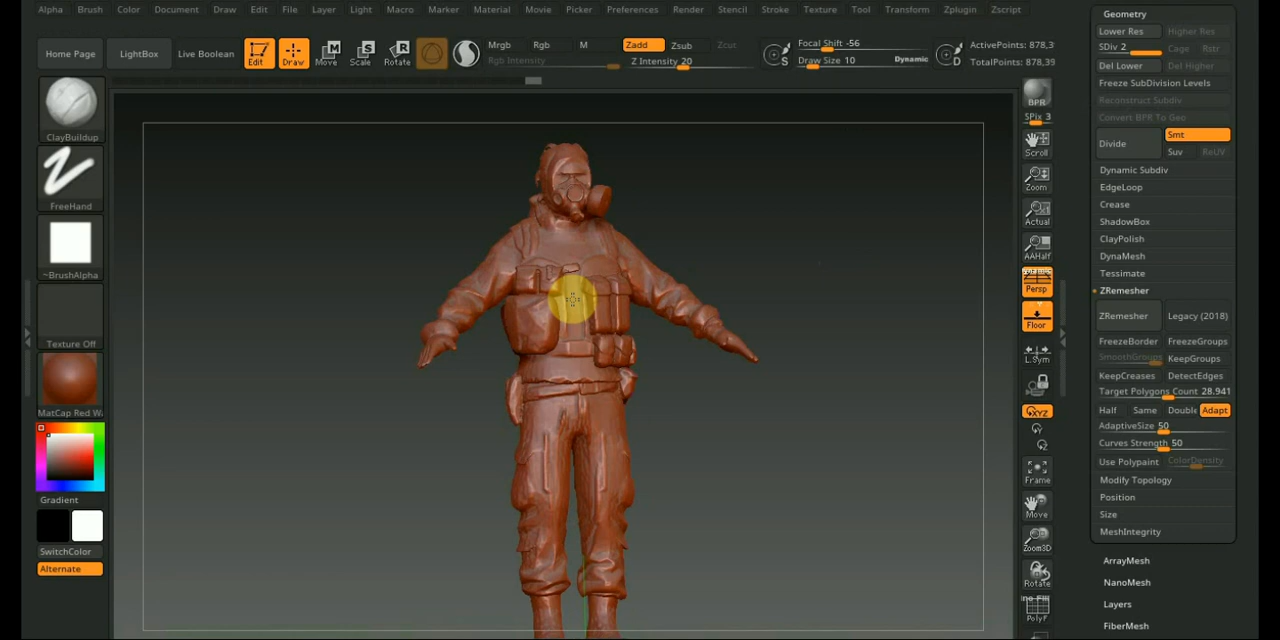 Alpha Brush Color Document Draw Edit File Layer Light Macro Marker Material Movie Picker Preferences Render Stencil Stroke Texture Tool Transform Zplugin Zscript
Home Page
LightBox
Live Boolean
Edit
Draw
Move
Scale
Rotate
Mrgb Rgb M
Rgb Intensity
Zadd Zsub Zcut
Z Intensity 20
S
Focal Shift -56
Draw Size 10 Dynamic
D
ActivePoints: 878,3
TotalPoints: 878,39
ClayBuildup
FreeHand
~BrushAlpha
Texture Off
MatCap Red W
Gradient
SwitchColor
Alternate
BPR
SPix 3
Scroll
Zoom
Actual
AAHalf
Persp
Floor
L.Sym
XYZ
Frame
Move
Zoom3D
Rotate
PolyF
Geometry
Lower Res Higher Res
SDiv 2 Cage Rstr
Del Lower Del Higher
Freeze SubDivision Levels
Reconstruct Subdiv
Convert BPR To Geo
Divide
Smt
Suv ReUV
Dynamic Subdiv
EdgeLoop
Crease
ShadowBox
ClayPolish
DynaMesh
Tessimate
ZRemesher
ZRemesher Legacy (2018)
FreezeBorder FreezeGroups
SmoothGroups KeepGroups
KeepCreases DetectEdges
Target Polygons Count 28.941
Half Same Double Adapt
AdaptiveSize 50
Curves Strength 50
Use Polypaint ColorDensity
Modify Topology
Position
Size
MeshIntegrity
ArrayMesh
NanoMesh
Layers
FiberMesh